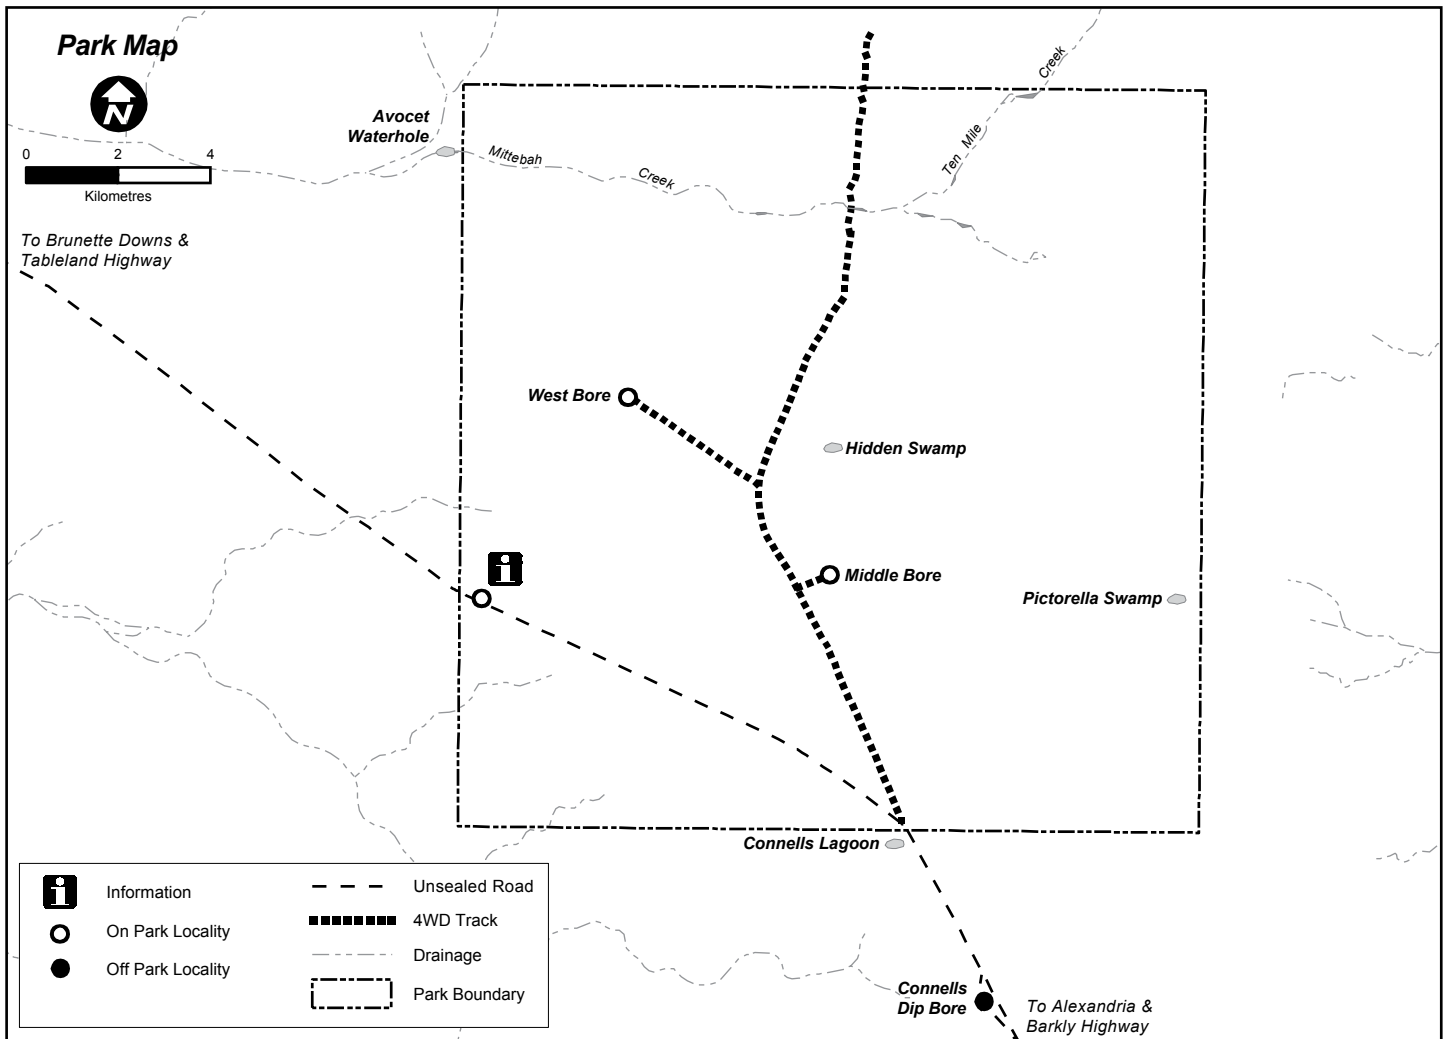 Park Map
N
0 2 4
Kilometres
Avocet
Waterhole
Mittebah
Creek
Ten Mile
Creek
To Brunette Downs &
Tableland Highway
West Bore
Hidden Swamp
i
Middle Bore
Pictorella Swamp
Connells Lagoon
i Information
On Park Locality
Off Park Locality
Unsealed Road
4WD Track
Drainage
Park Boundary
Connells
Dip Bore
To Alexandria &
Barkly Highway